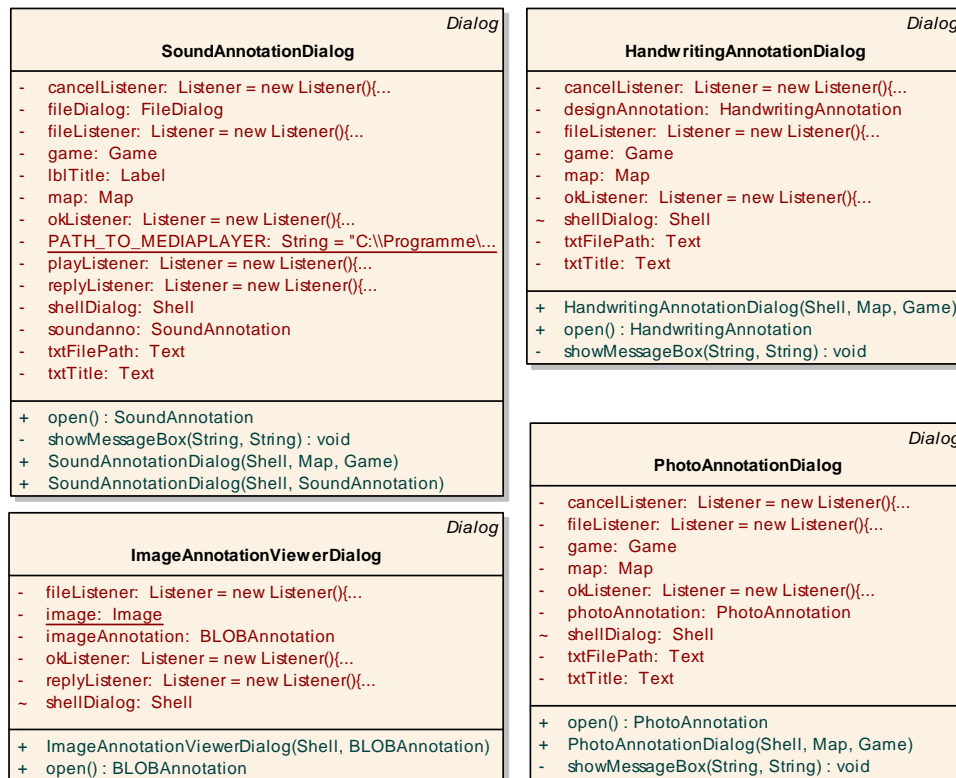 Dialog
SoundAnnotationDialog
- cancelListener: Listener = new Listener(){...
- fileDialog: FileDialog
- fileListener: Listener = new Listener(){...
- game: Game
- lblTitle: Label
- map: Map
- okListener: Listener = new Listener(){...
- PATH_TO_MEDIAPLAYER: String = "C:\\Programme\...
- playListener: Listener = new Listener(){...
- replyListener: Listener = new Listener(){...
- shellDialog: Shell
- soundanno: SoundAnnotation
- txtFilePath: Text
- txtTitle: Text
+ open() : SoundAnnotation
- showMessageBox(String, String) : void
+ SoundAnnotationDialog(Shell, Map, Game)
+ SoundAnnotationDialog(Shell, SoundAnnotation)
Dialog
HandwritingAnnotationDialog
- cancelListener: Listener = new Listener(){...
- designAnnotation: HandwritingAnnotation
- fileListener: Listener = new Listener(){...
- game: Game
- map: Map
- okListener: Listener = new Listener(){...
~ shellDialog: Shell
- txtFilePath: Text
- txtTitle: Text
+ HandwritingAnnotationDialog(Shell, Map, Game)
+ open() : HandwritingAnnotation
- showMessageBox(String, String) : void
Dialog
ImageAnnotationViewerDialog
- fileListener: Listener = new Listener(){...
- image: Image
- imageAnnotation: BLOBAnnotation
- okListener: Listener = new Listener(){...
- replyListener: Listener = new Listener(){...
~ shellDialog: Shell
+ ImageAnnotationViewerDialog(Shell, BLOBAnnotation)
+ open() : BLOBAnnotation
Dialog
PhotoAnnotationDialog
- cancelListener: Listener = new Listener(){...
- fileListener: Listener = new Listener(){...
- game: Game
- map: Map
- okListener: Listener = new Listener(){...
- photoAnnotation: PhotoAnnotation
~ shellDialog: Shell
- txtFilePath: Text
- txtTitle: Text
+ open() : PhotoAnnotation
+ PhotoAnnotationDialog(Shell, Map, Game)
- showMessageBox(String, String) : void